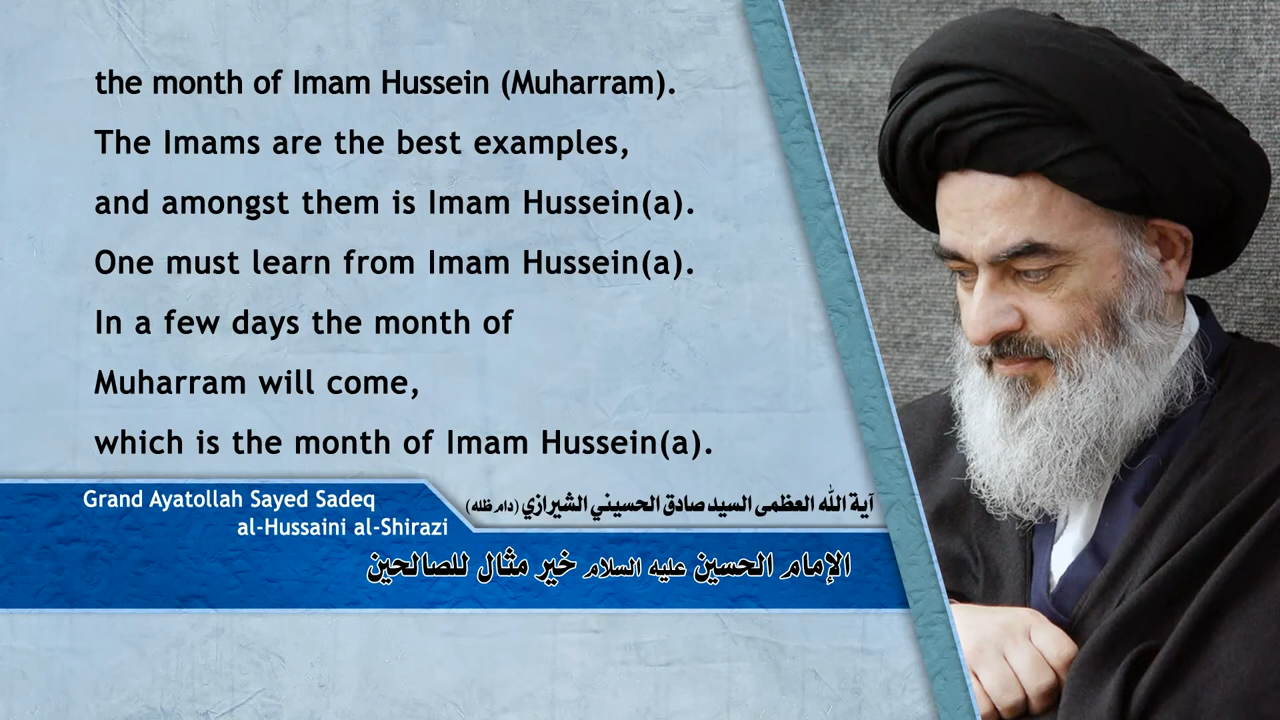 the month of Imam Hussein (Muharram).
The Imams are the best examples,
and amongst them is Imam Hussein(a).
One must learn from Imam Hussein(a).
In a few days the month of
Muharram will come,
which is the month of Imam Hussein(a).
Grand Ayatollah Sayed Sadeq
al-Hussaini al-Shirazi
آية الله العظمى السيد صادق الحسيني الشيرازي (دام ظله)
الإمام الحسين عليه السلام خير مثال للصالحين